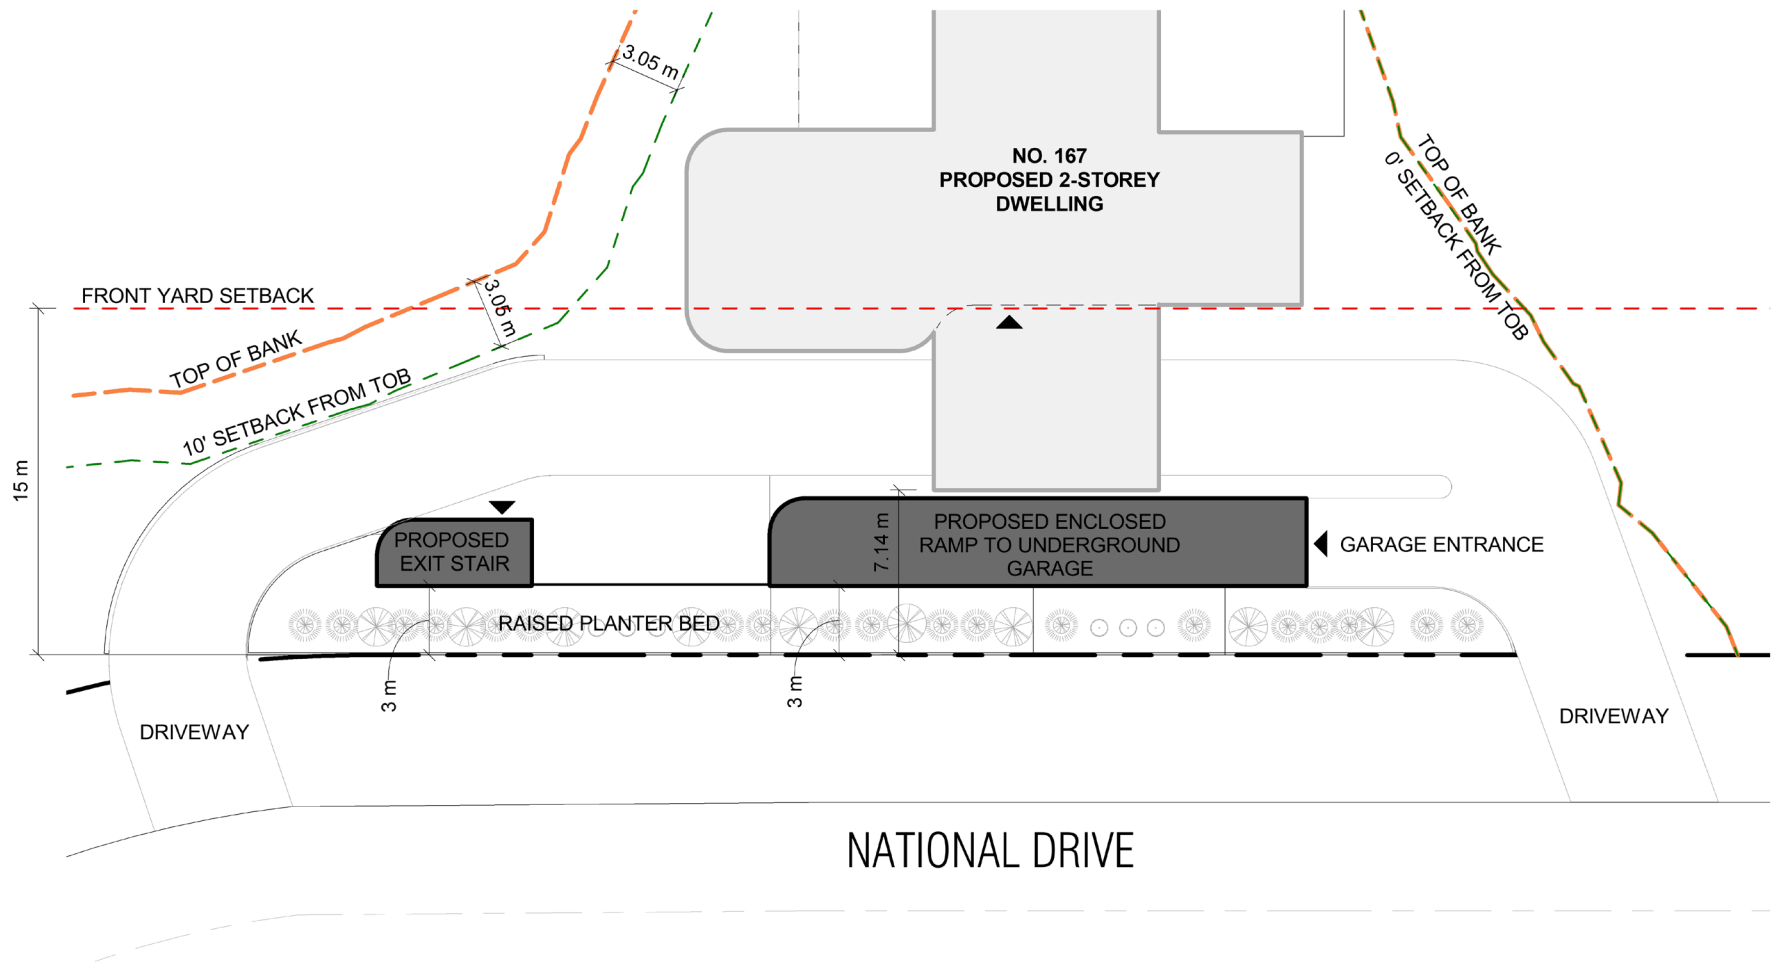 3.05 m
NO. 167
PROPOSED 2-STOREY
DWELLING
TOP OF BANK
0' SETBACK FROM TOB
FRONT YARD SETBACK
3.05 m
TOP OF BANK
10' SETBACK FROM TOB
15 m
PROPOSED
EXIT STAIR
7.14 m
PROPOSED ENCLOSED
RAMP TO UNDERGROUND
GARAGE
GARAGE ENTRANCE
RAISED PLANTER BED
3 m
3 m
DRIVEWAY
DRIVEWAY
NATIONAL DRIVE